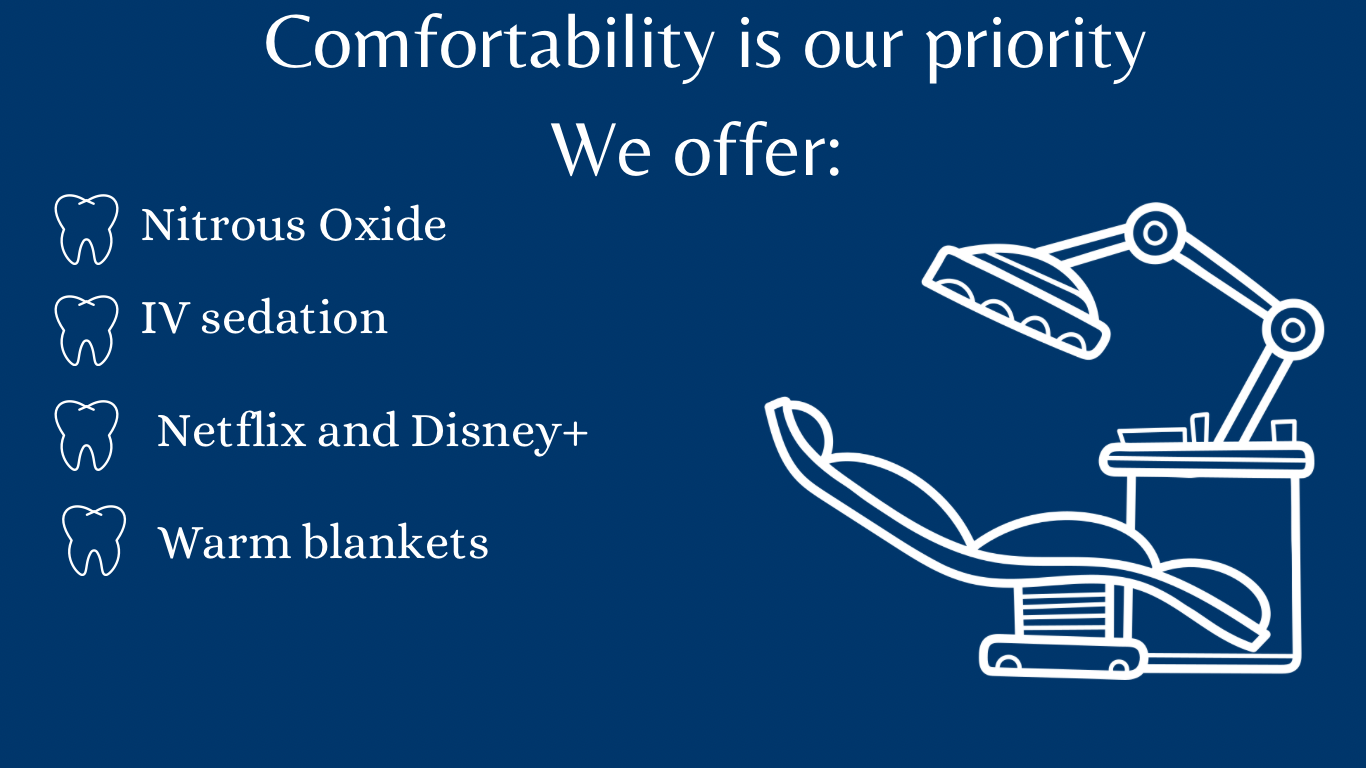 Comfortability is our priority
We offer:
Nitrous Oxide
IV sedation
Netflix and Disney+
Warm blankets